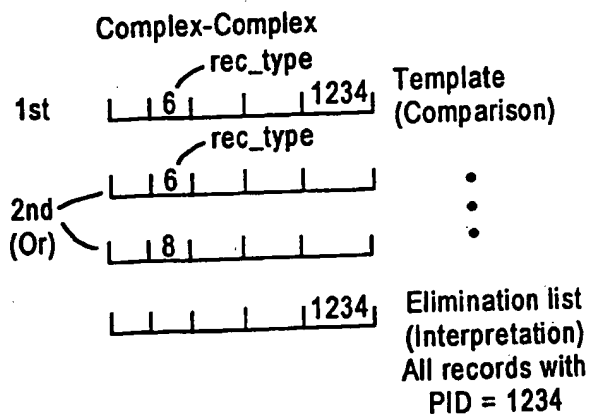 Complex-Complex
rec_type
1st 6 1234 Template
(Comparison)
rec_type
6
2nd
(Or)
8
1234 Elimination list
(Interpretation)
All records with
PID = 1234